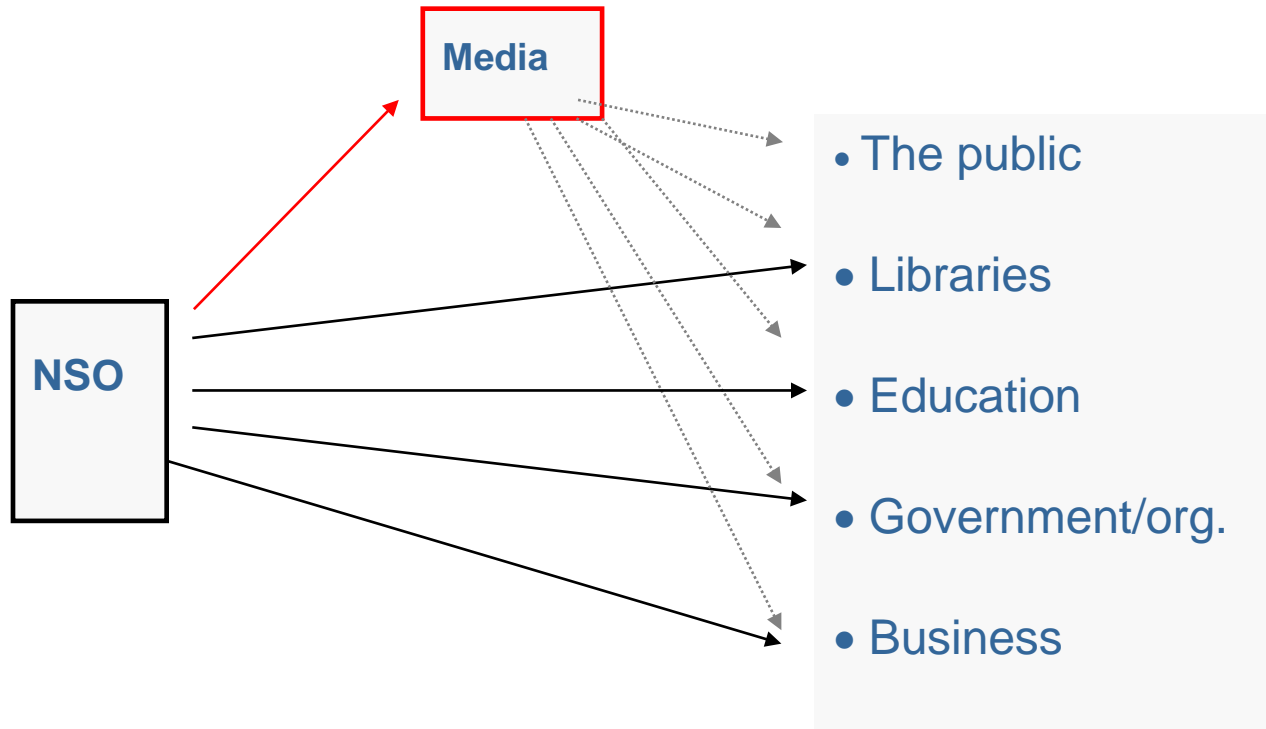 Media
• The public
• Libraries
NSO
• Education
• Government/org.
• Business